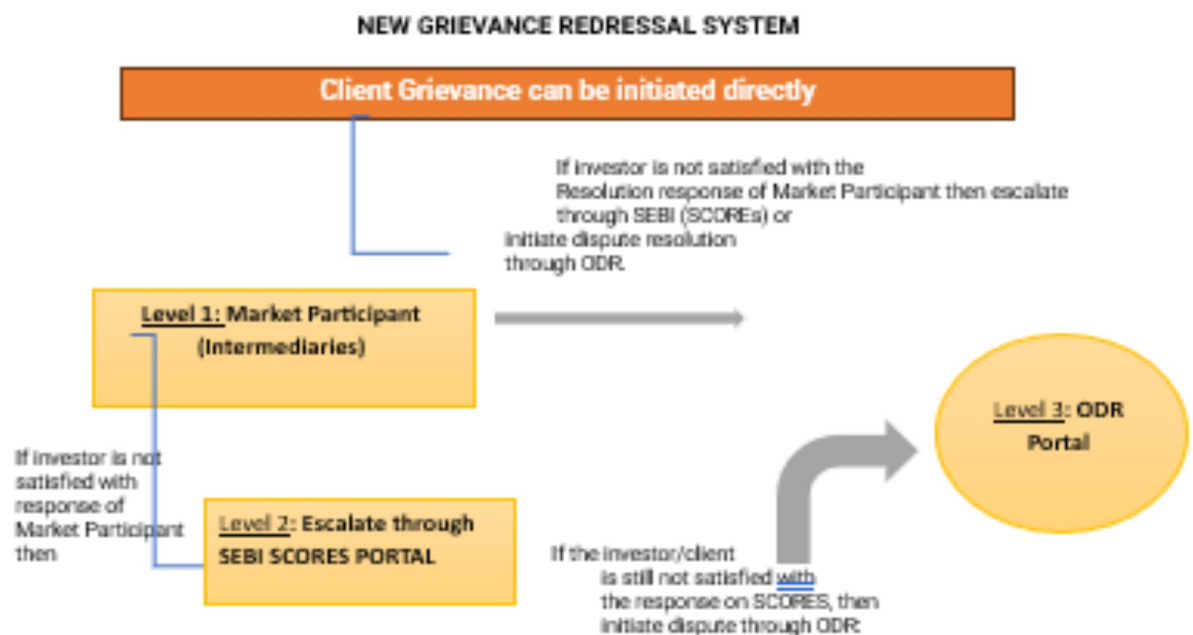 NEW GRIEVANCE REDRESSAL SYSTEM
Client Grievance can be initiated directly
If investor is not satisfied with the
Resolution response of Market Participant then escalate
through SEBI (SCOREs) or
initiate dispute resolution
through ODR.
Level 1: Market Participant
(Intermediaries)
Level 3: ODR
Portal
If investor is not
satisfied with
response of
Market Participant
then
Level 2: Escalate through
SEBI SCORES PORTAL
If the investor/client
is still not satisfied with
the response on SCORES, then
initiate dispute through ODR: